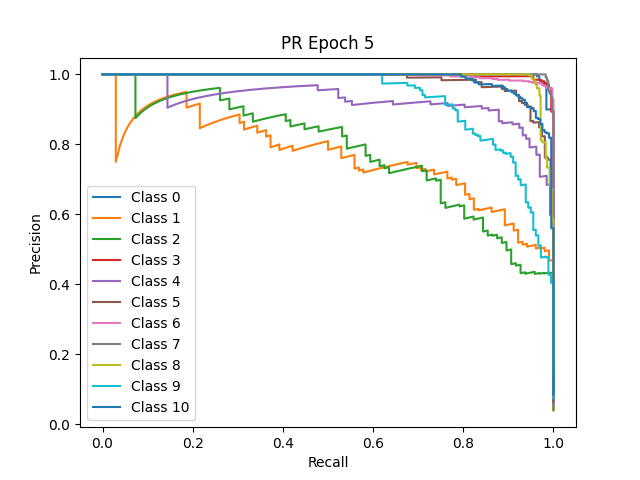 PR Epoch 5
1.0
0.8
0.6
0.4
0.2
0.0
Precision
Class 0
Class 1
Class 2
Class 3
Class 4
Class 5
Class 6
Class 7
Class 8
Class 9
Class 10
0.0 0.2 0.4 0.6 0.8 1.0
Recall